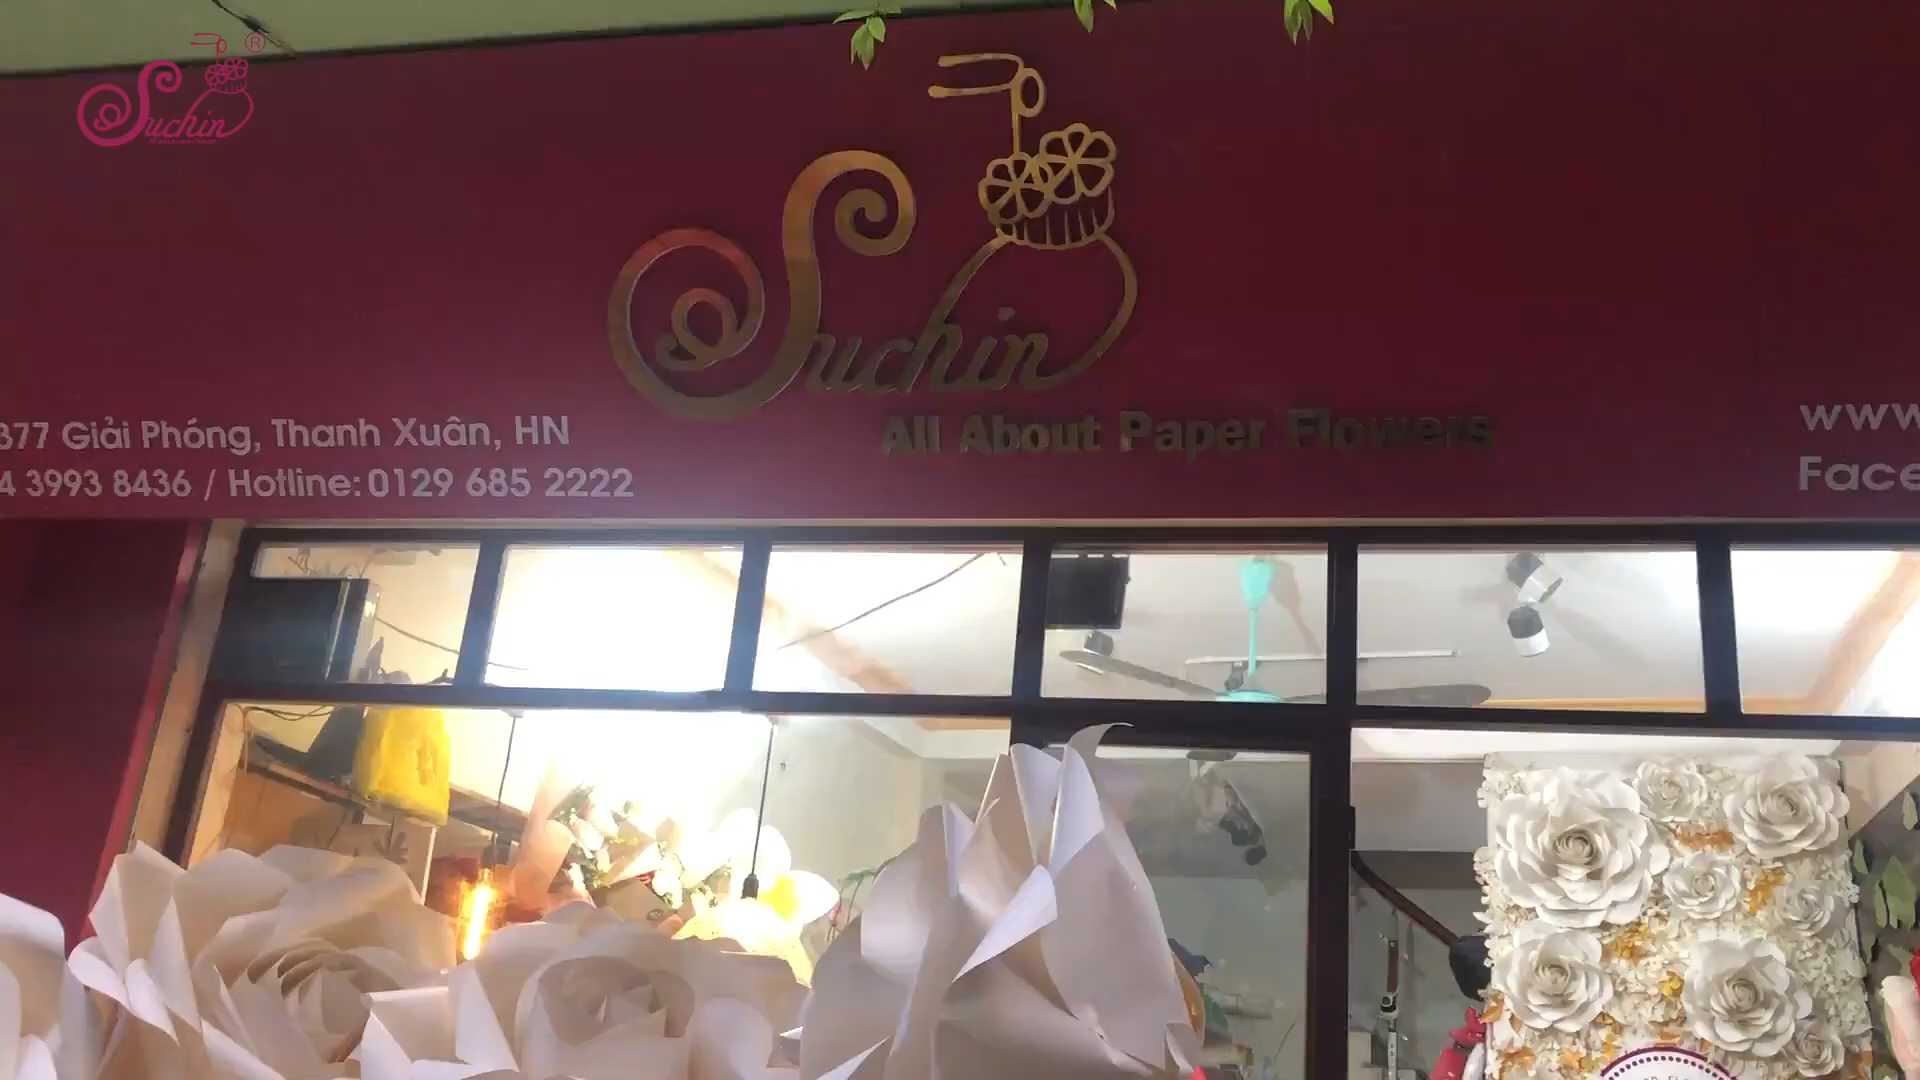 Suchin
®
Suchin
All About Paper Flowers
377 Giải Phóng, Thanh Xuân, HN
4 3993 8436 / Hotline: 0129 685 2222
www
Face